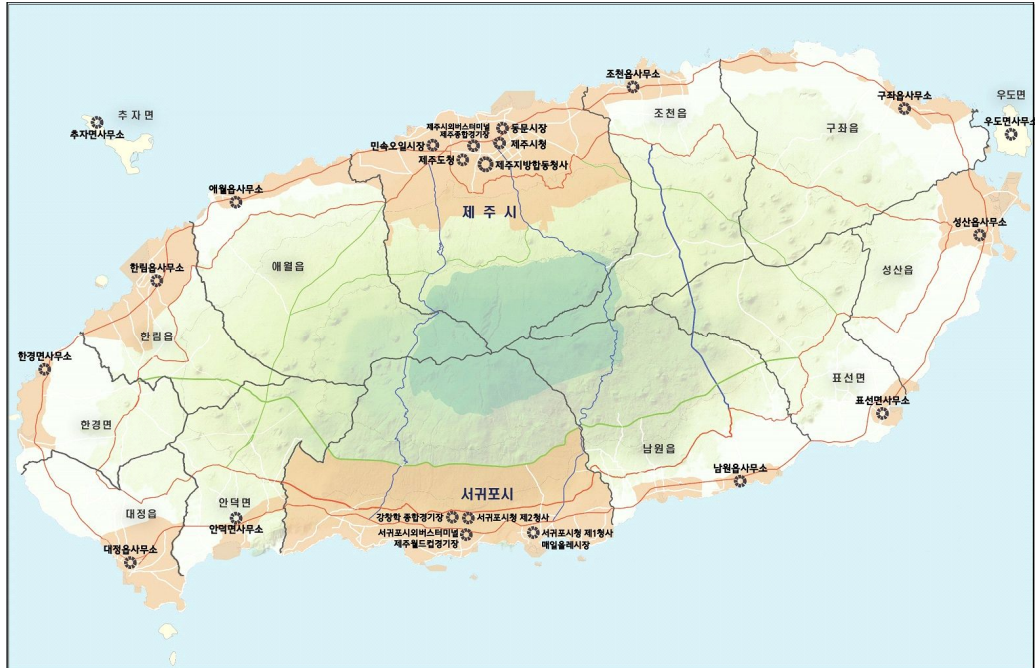 추자면
추자면사무소
조천읍사무소
조천읍
구좌읍사무소
구좌읍
우도면
우도면사무소
제주시외버스터미널
제주종합경기장
동문시장
민속오일시장
제주시청
제주도청
제주지방합동청사
제주시
애월읍사무소
애월읍
성산읍사무소
성산읍
한림읍사무소
한림읍
한경면사무소
한경면
표선면
표선면사무소
남원읍
남원읍사무소
서귀포시
강창학 종합경기장
서귀포시청 제2청사
서귀포시외버스터미널
제주월드컵경기장
서귀포시청 제1청사
매일올레시장
안덕면
안덕면사무소
대정읍
대정읍사무소